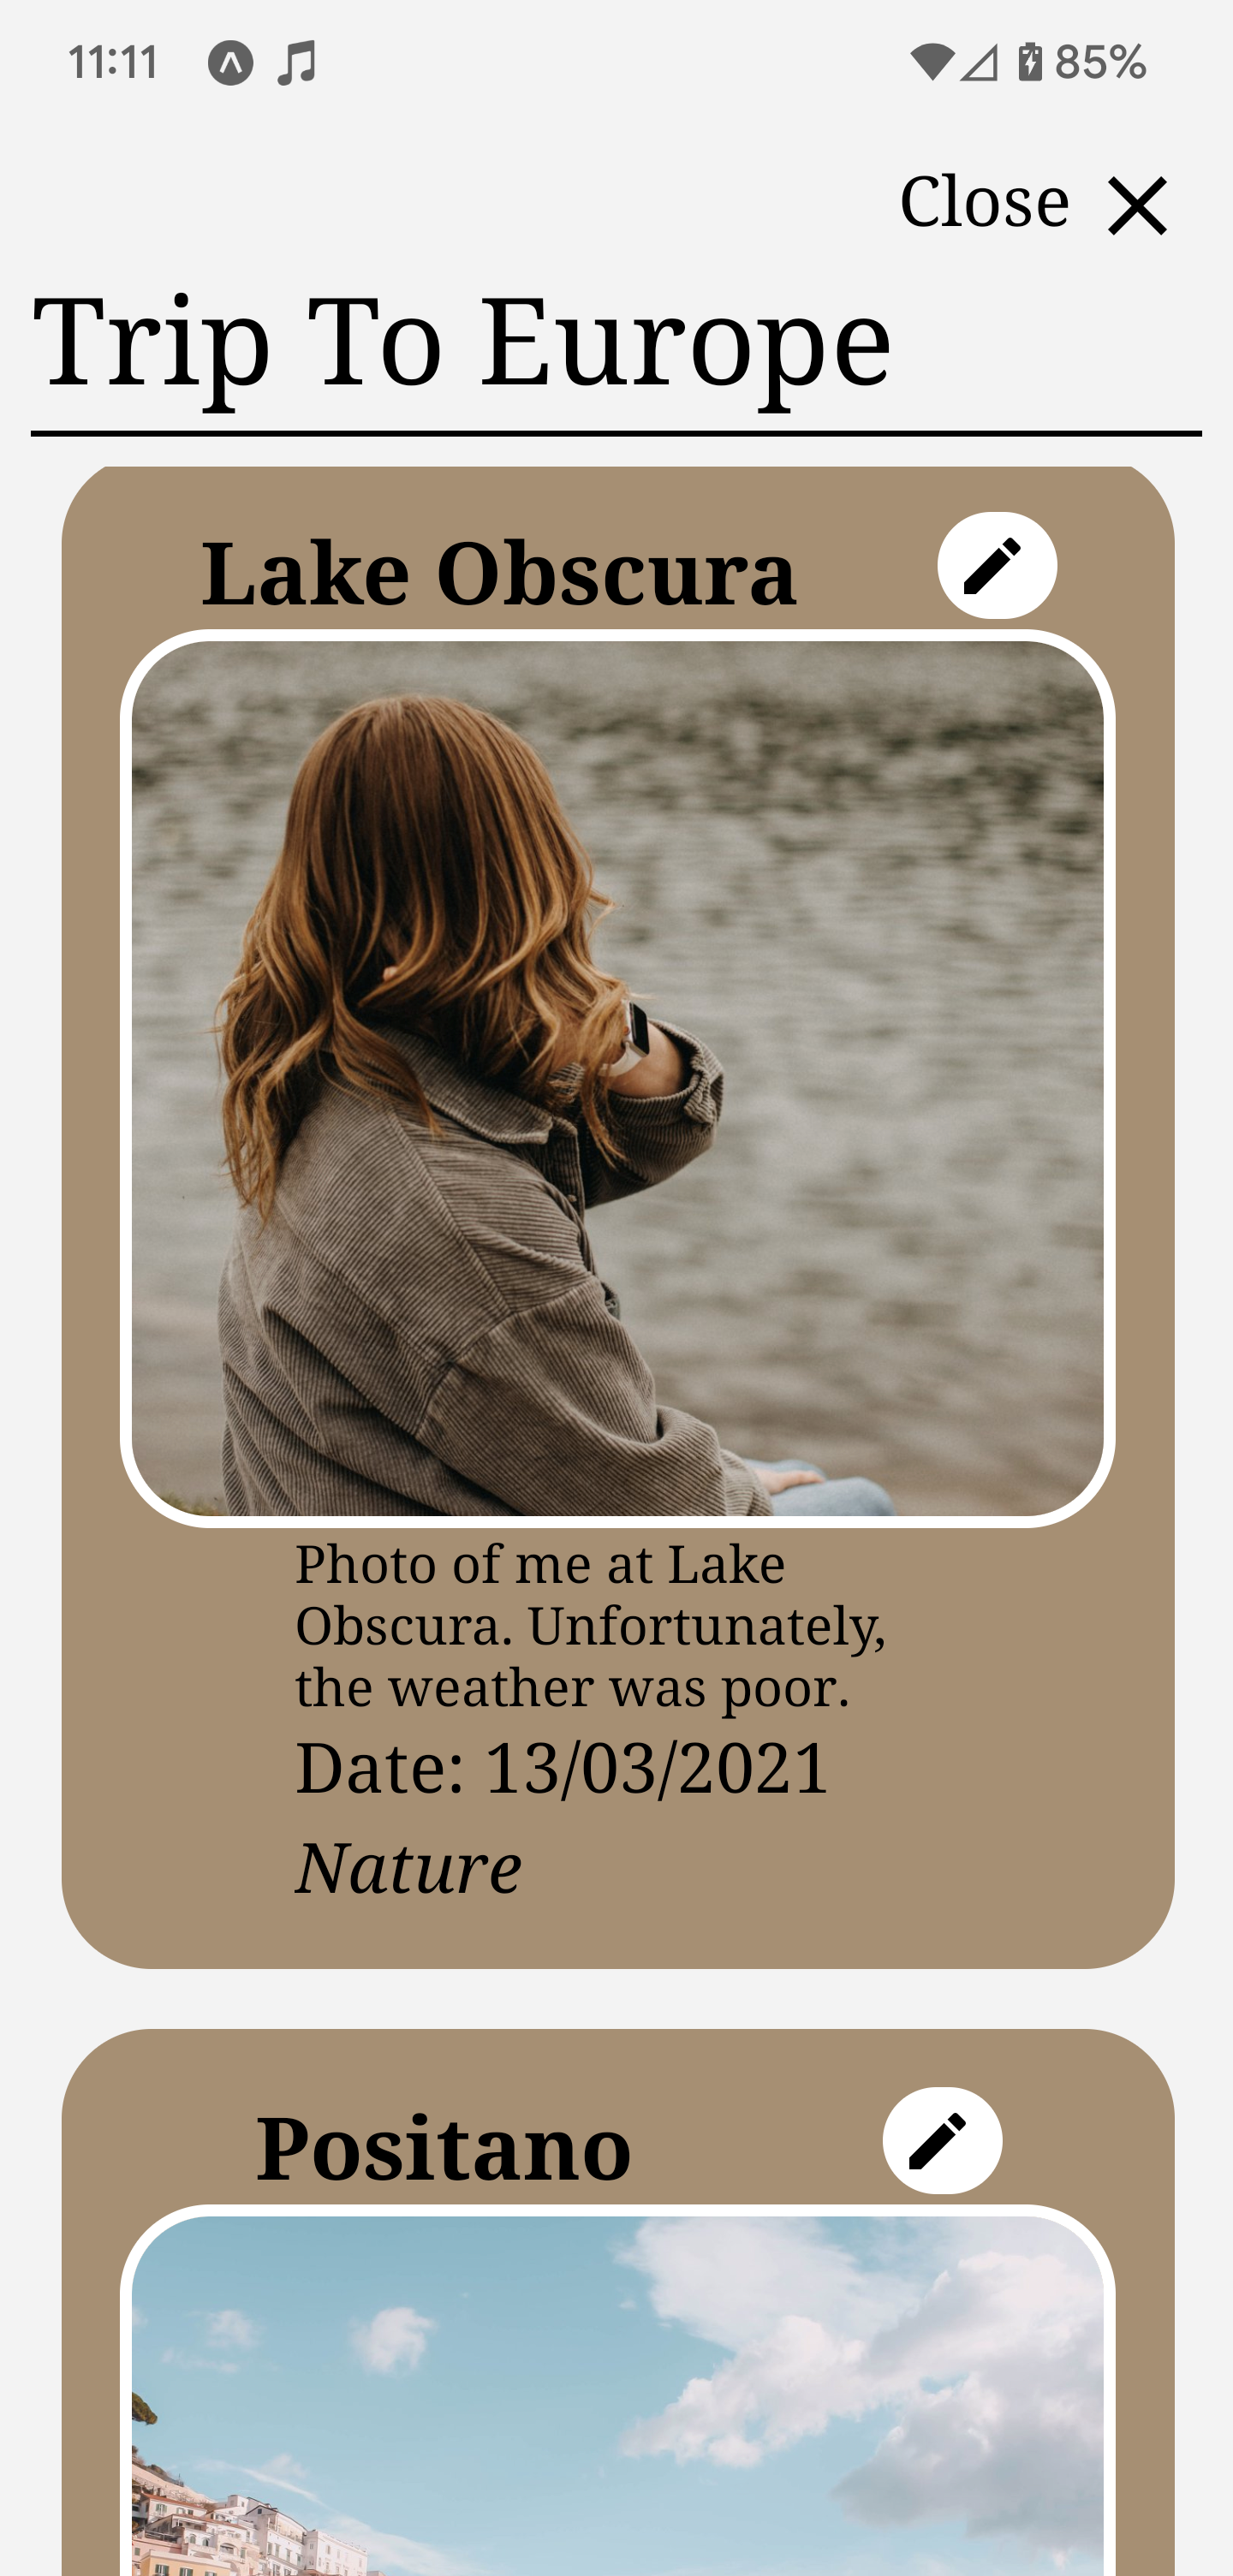 11:11
85%
Close
Trip To Europe
Lake Obscura
Photo of me at Lake
Obscura. Unfortunately,
the weather was poor.
Date: 13/03/2021
Nature
Positano